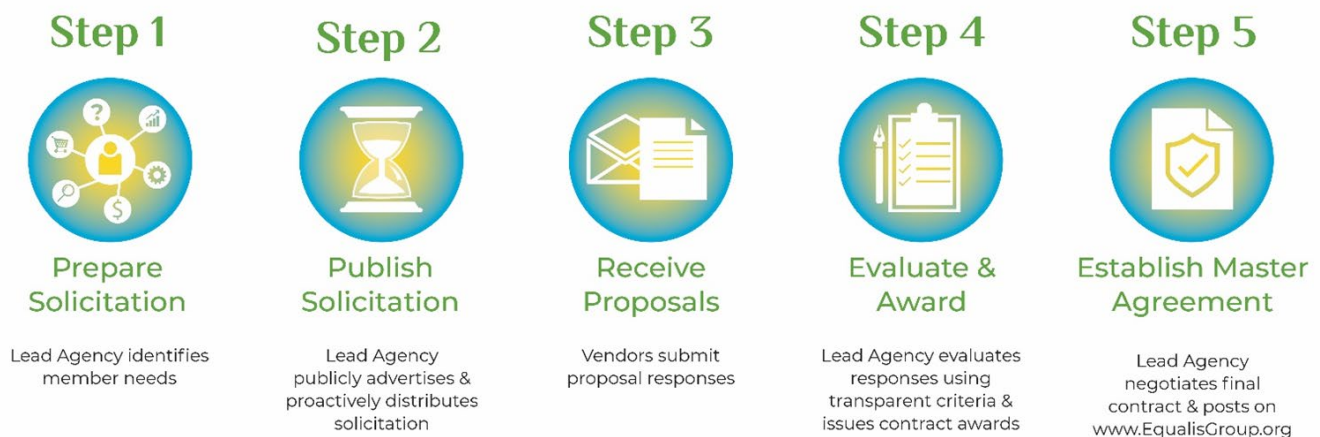 Step 1
Prepare
Solicitation
Lead Agency identifies
member needs
Step 2
Publish
Solicitation
Lead Agency
publicly advertises &
proactively distributes
solicitation
Step 3
Receive
Proposals
Vendors submit
proposal responses
Step 4
Evaluate &
Award
Lead Agency evaluates
responses using
transparent criteria &
issues contract awards
Step 5
Establish Master
Agreement
Lead Agency
negotiates final
contract & posts on
www.EqualisGroup.org